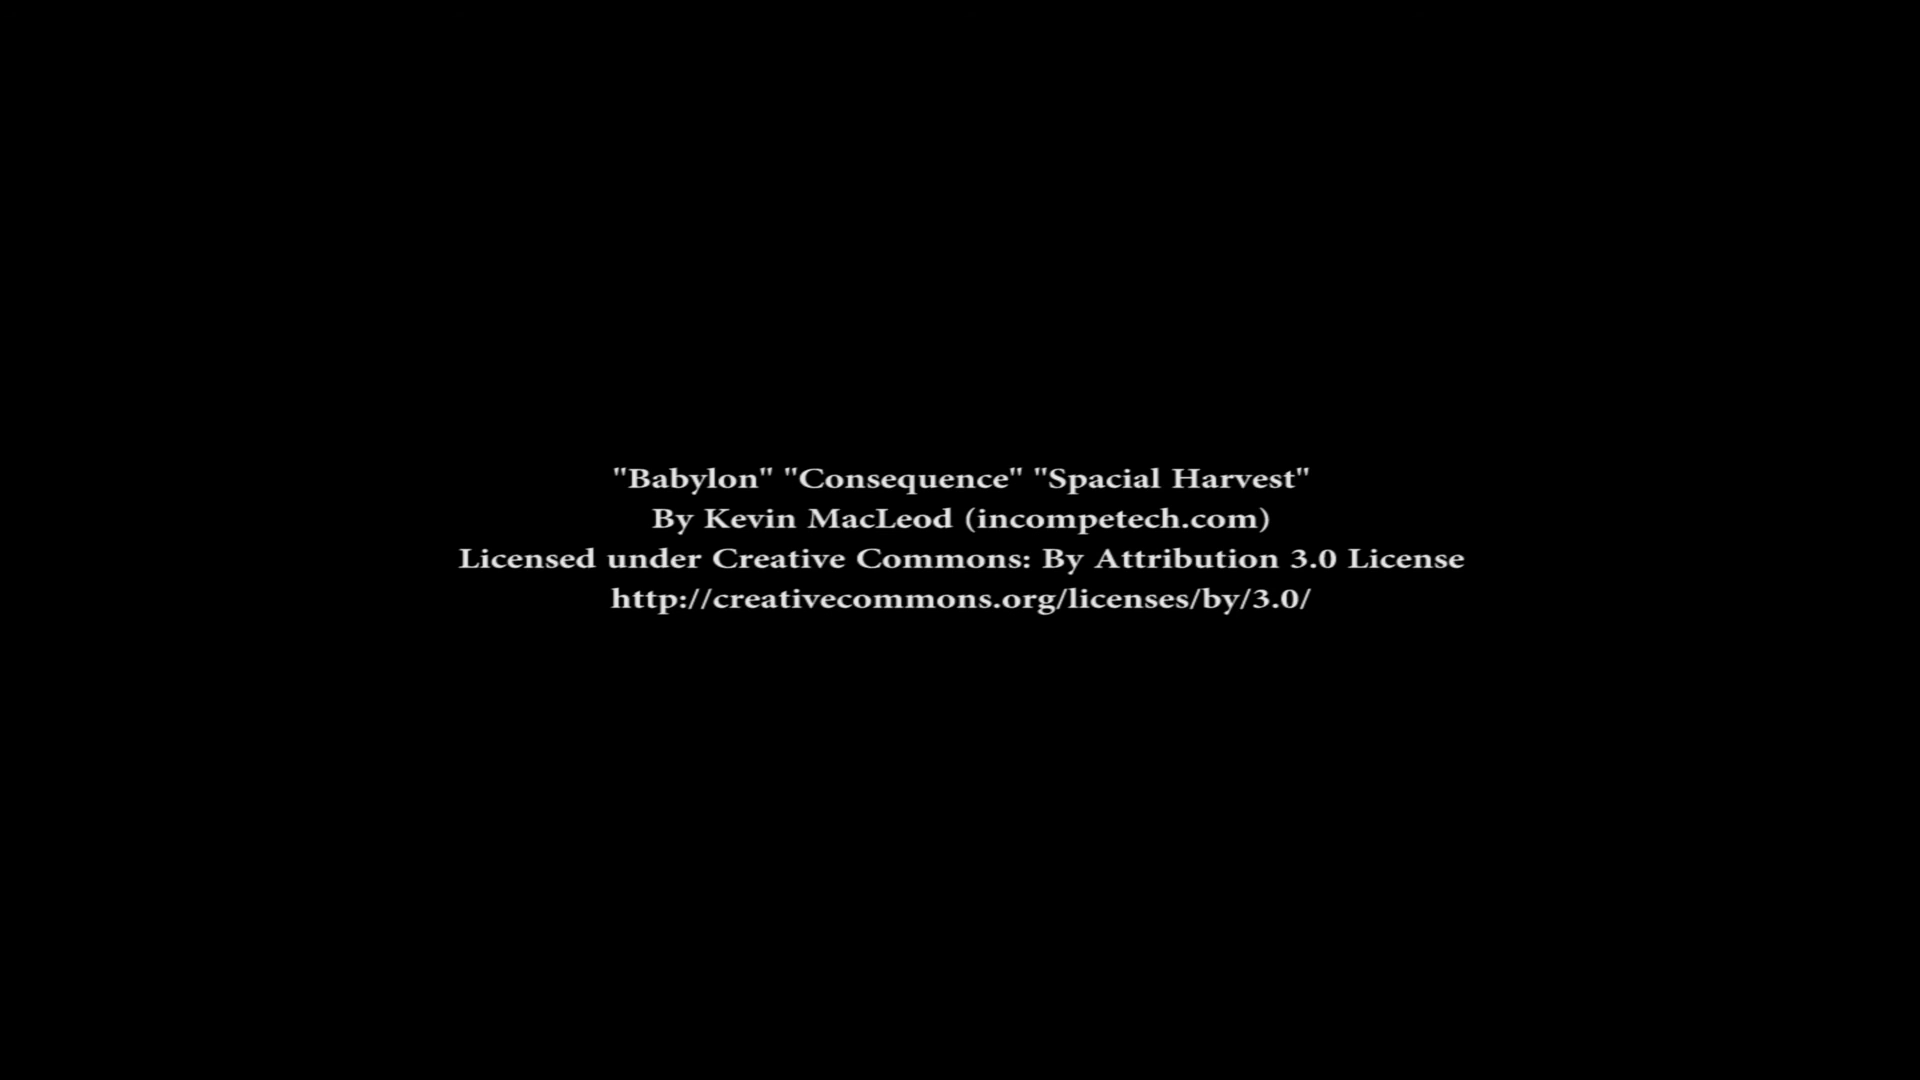 "Babylon" "Consequence" "Spacial Harvest"
By Kevin MacLeod (incompetech.com)
Licensed under Creative Commons: By Attribution 3.0 License
http://creativecommons.org/licenses/by/3.0/